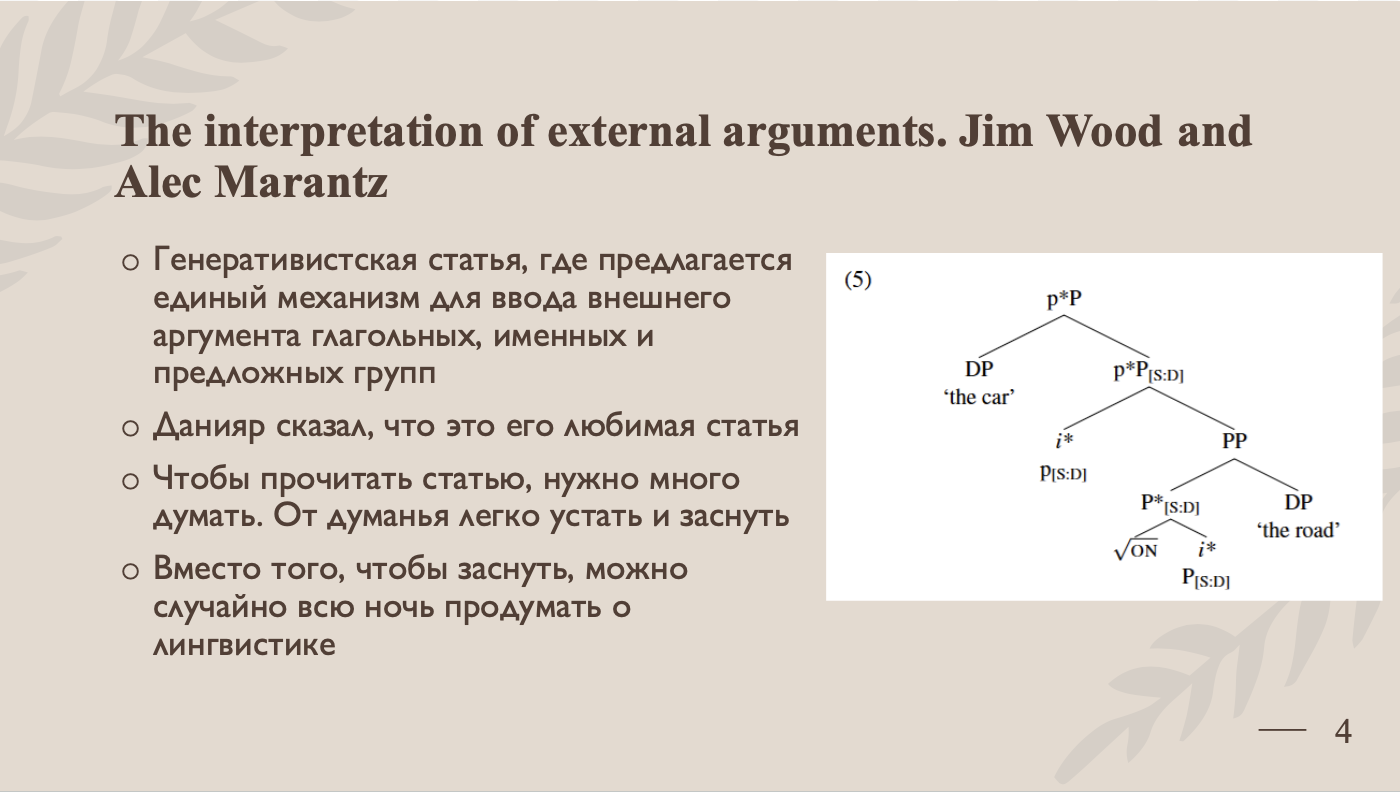 The interpretation of external arguments. Jim Wood and
Alec Marantz
o Генеративистская статья, где предлагается
единый механизм для ввода внешнего
аргумента глагольных, именных и
предложных групп
o Данияр сказал, что это его любимая статья
o Чтобы прочитать статью, нужно много
думать. От думанья легко устать и заснуть
o Вместо того, чтобы заснуть, можно
случайно всю ночь продумать о
лингвистике
(5)
p*P
DP p*P[S:D]
‘the car’
i* PP
p[S:D]
P*[S:D] DP
‘the road’
√ON i*
P[S:D]
4